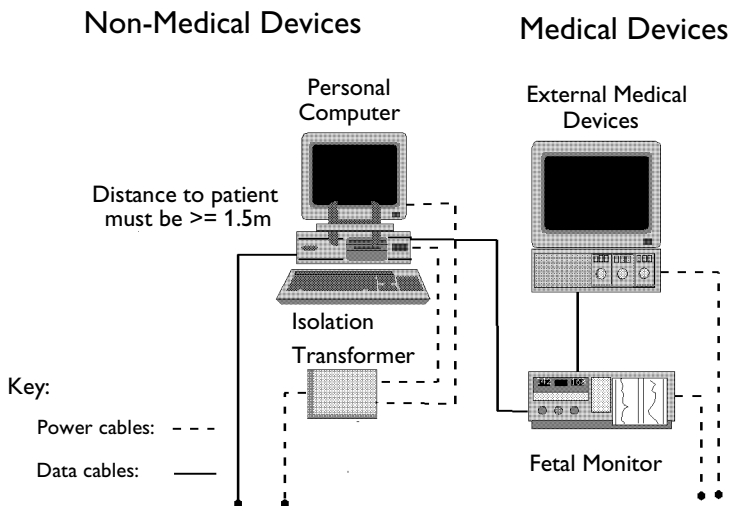 Non-Medical Devices
Medical Devices
Personal
Computer
External Medical
Devices
Distance to patient
must be >= 1.5m
Isolation
Transformer
Key:
Power cables:
Data cables:
Fetal Monitor